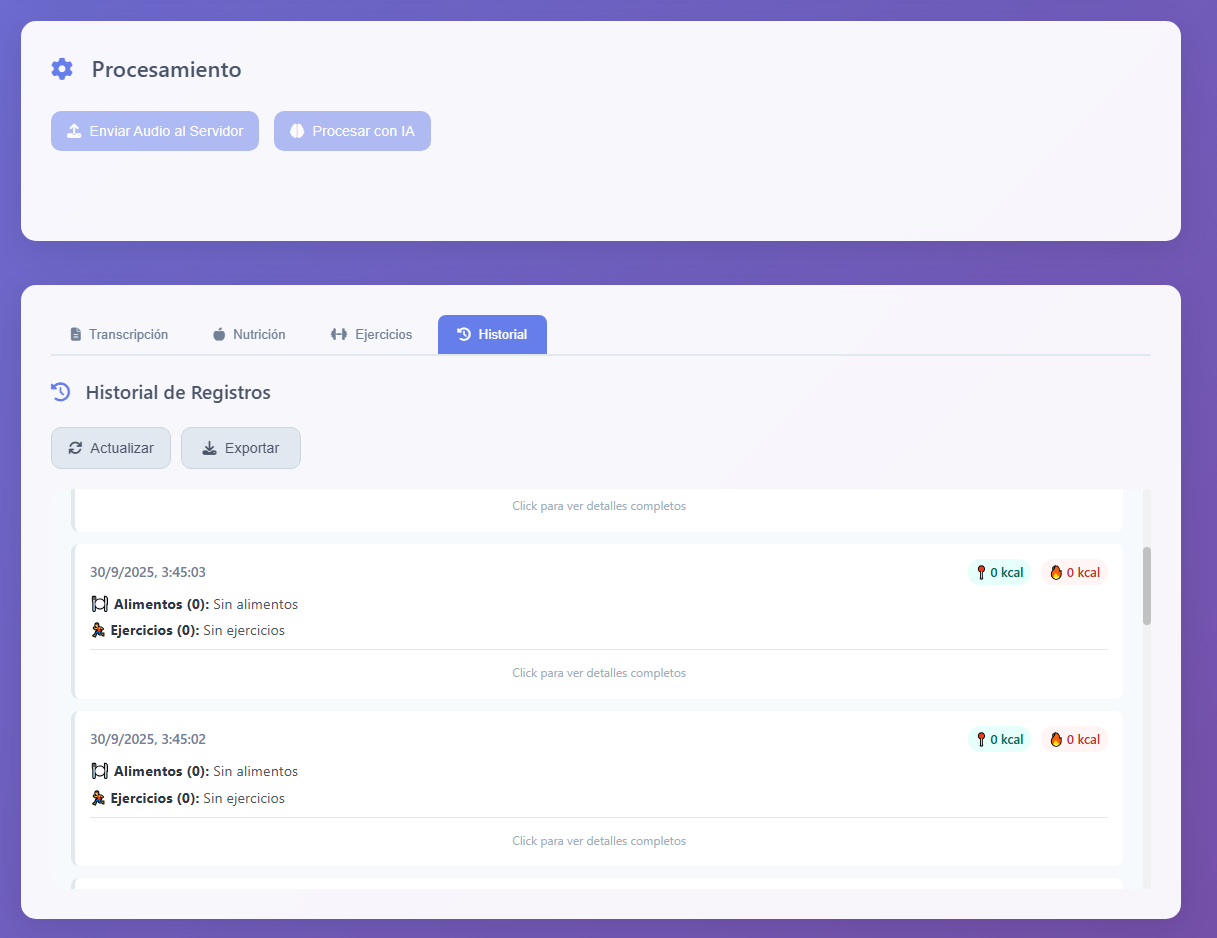 Procesamiento
Enviar Audio al Servidor
Procesar con IA
Transcripción
Nutrición
Ejercicios
Historial
Historial de Registros
Actualizar
Exportar
Click para ver detalles completos
30/9/2025, 3:45:03
0 kcal
0 kcal
Alimentos (0): Sin alimentos
Ejercicios (0): Sin ejercicios
Click para ver detalles completos
30/9/2025, 3:45:02
0 kcal
0 kcal
Alimentos (0): Sin alimentos
Ejercicios (0): Sin ejercicios
Click para ver detalles completos